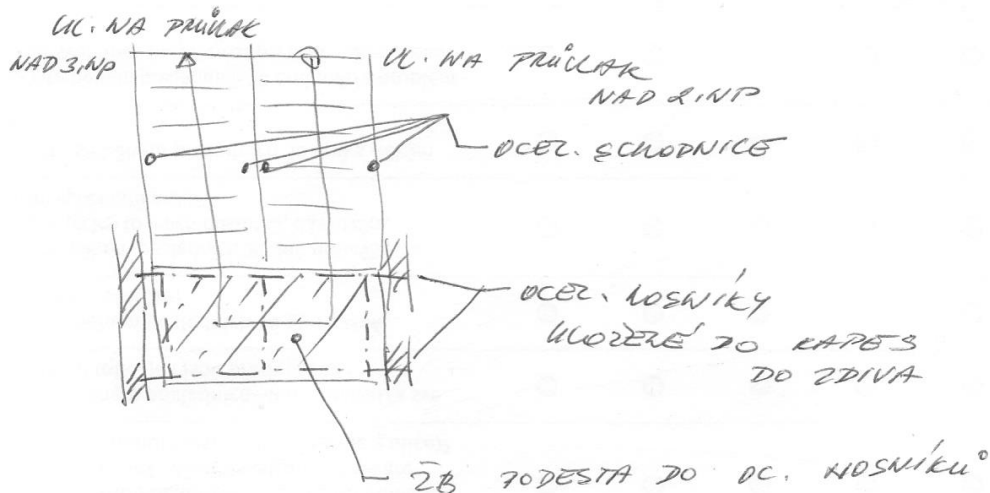 UL. NA PRŮVLAK
NAD 3.NP
UL. NA PRŮVLAK
NAD 2.NP
OCEL. SCHODNICE
OCEL. NOSNÍKY
ULOŽENÉ DO KAPES
DO ZDIVA
ŽB PODESTA DO OC. NOSNÍKŮ